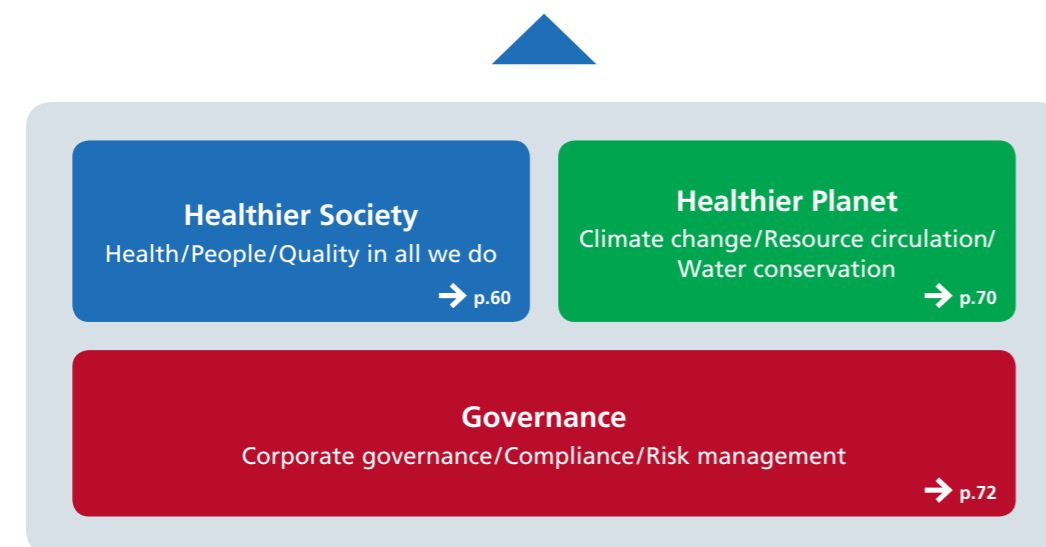 Healthier Society
Health/People/Quality in all we do
→ p.60
Healthier Planet
Climate change/Resource circulation/
Water conservation
→ p.70
Governance
Corporate governance/Compliance/Risk management
→ p.72